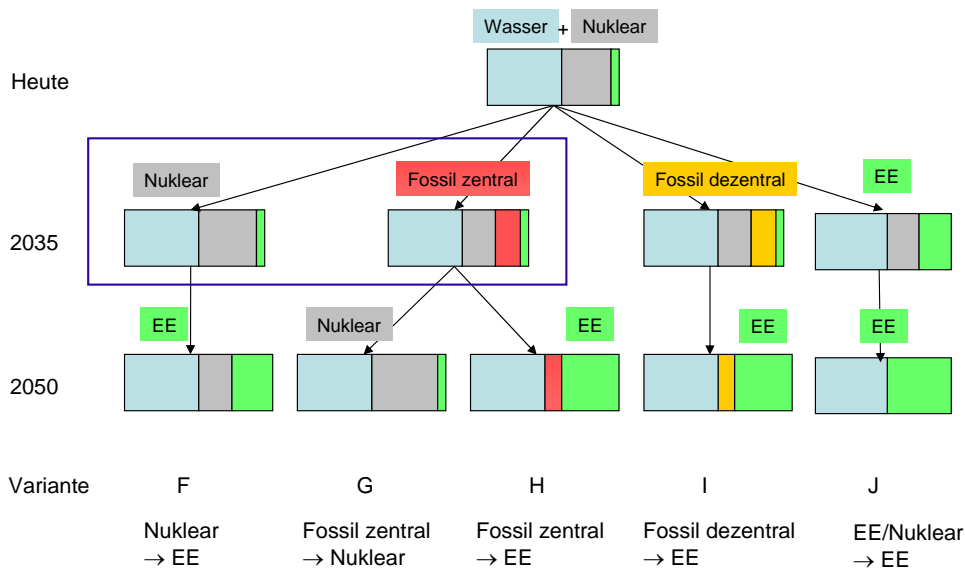 Wasser + Nuklear
Heute
Nuklear
Fossil zentral
Fossil dezentral
EE
2035
EE
Nuklear
EE
EE
EE
2050
Variante F G H I J
Nuklear
→ EE
Fossil zentral
→ Nuklear
Fossil zentral
→ EE
Fossil dezentral
→ EE
EE/Nuklear
→ EE